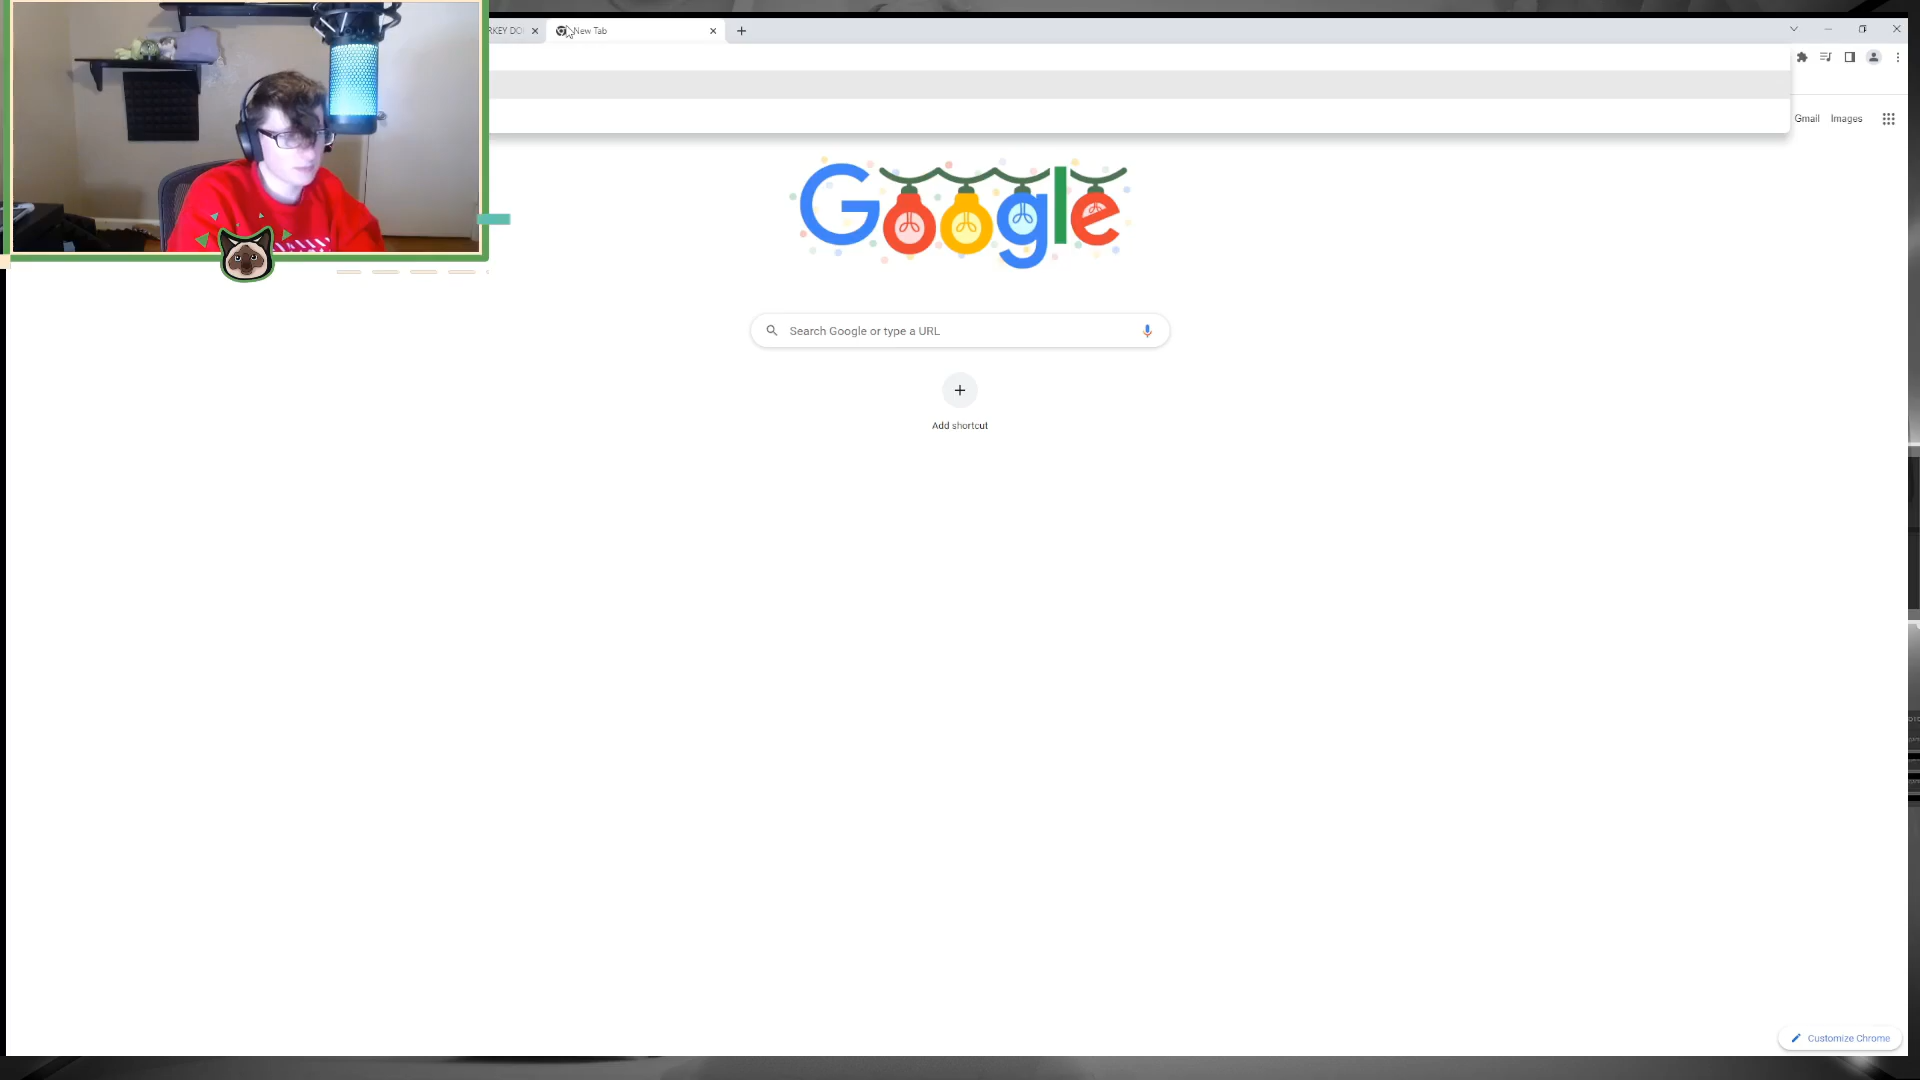 RKEY DO
New Tab
Gmail Images
Google
Search Google or type a URL
Add shortcut
Customize Chrome